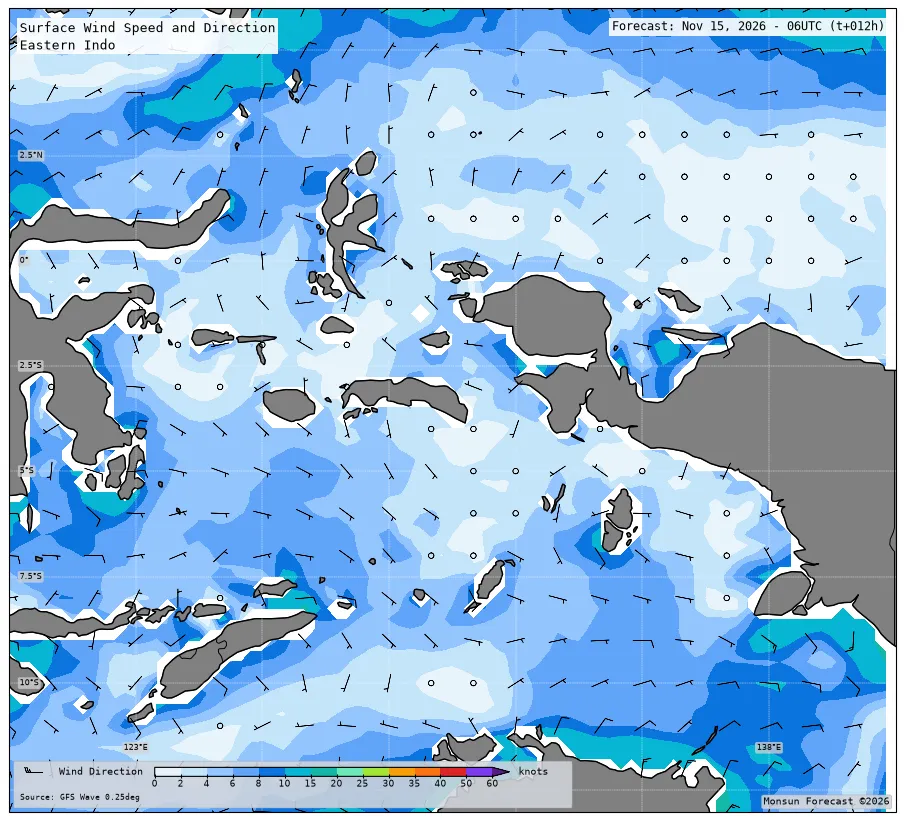 Surface Wind Speed and Direction
Eastern Indo
Forecast: Nov 15, 2026 - 06UTC (t+012h)
2.5°N
0°
2.5°S
5°S
7.5°S
10°S
123°E
138°E
Wind Direction
0 2 4 6 8 10 15 20 25 30 35 40 50 60
knots
Source: GFS Wave 0.25deg
Monsun Forecast ©2026